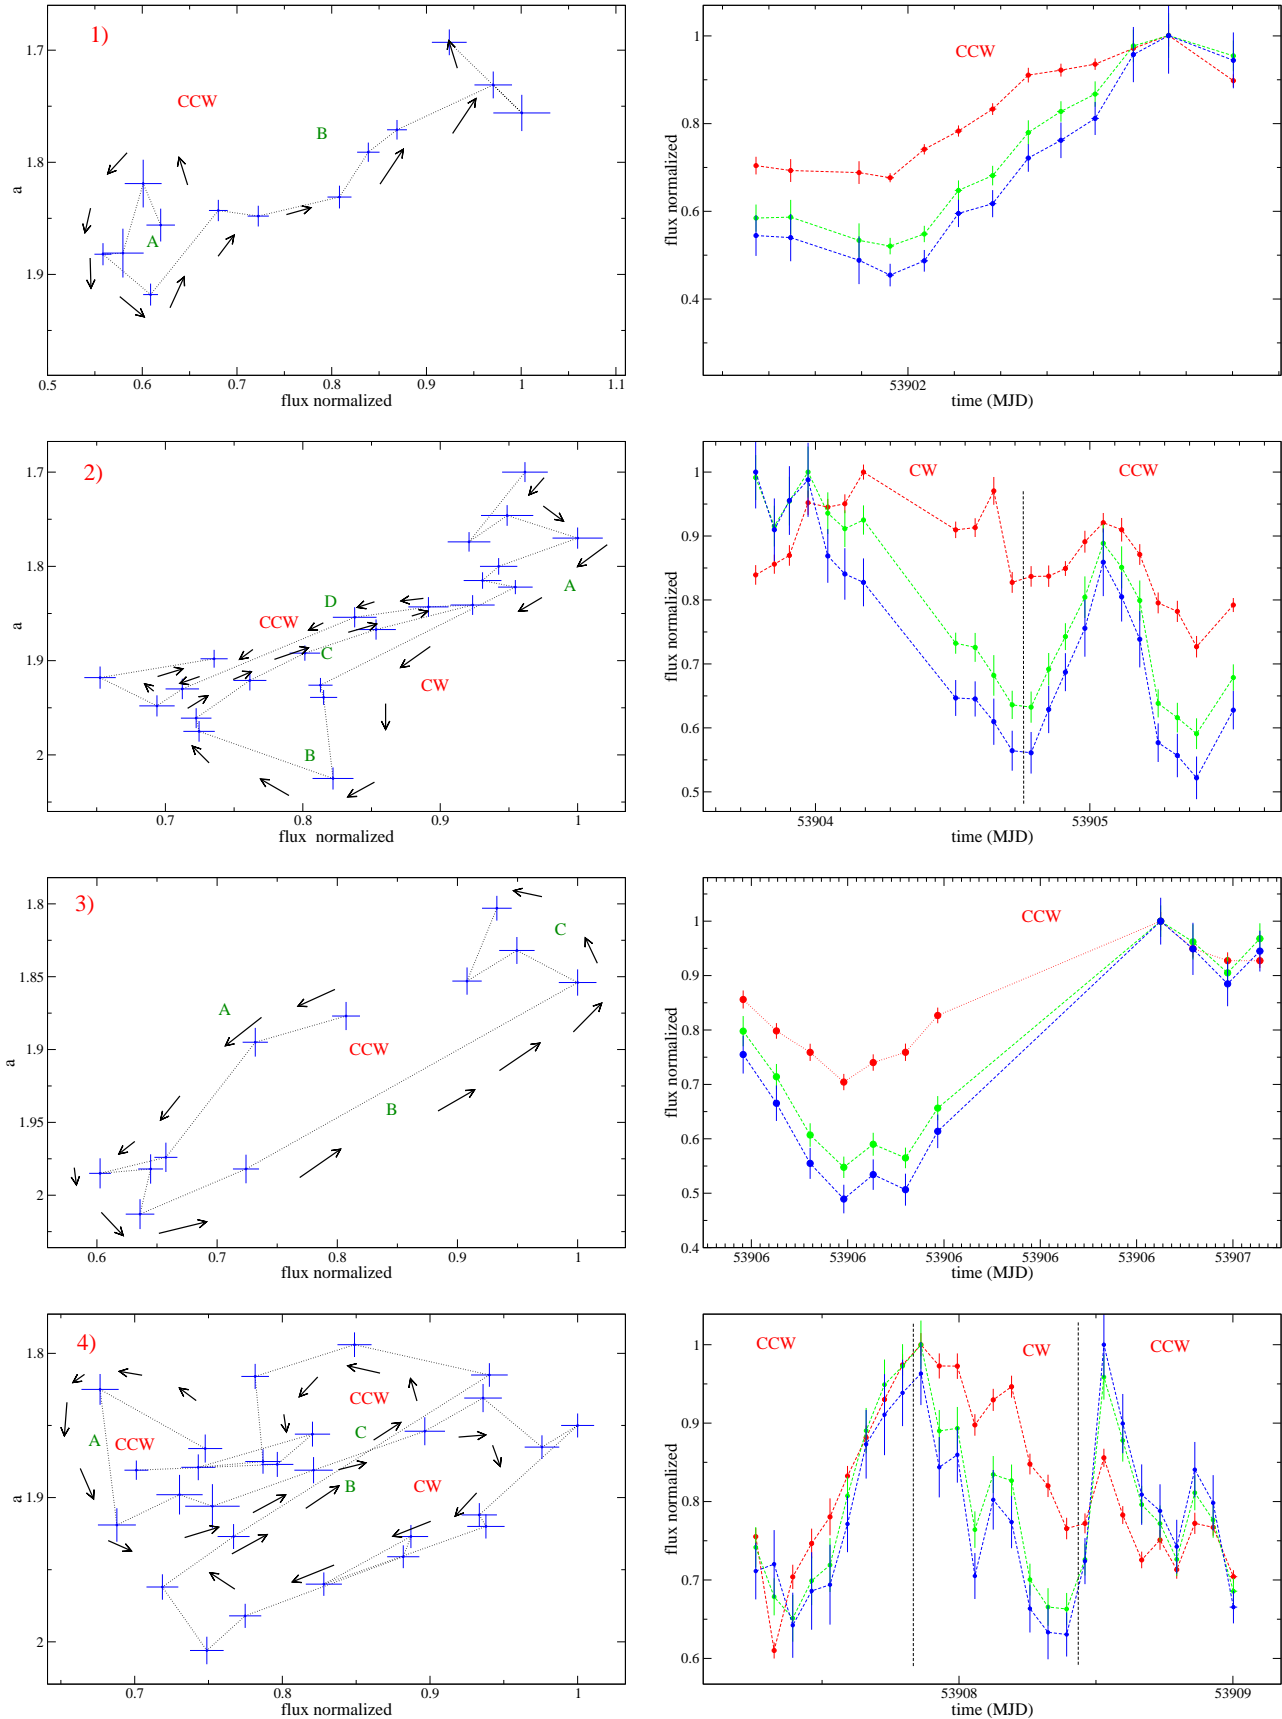 1)
CCW
B
A
a
1.7
1.8
1.9
0.5 0.6 0.7 0.8 0.9 1 1.1
flux normalized
CCW
flux normalized
1
0.8
0.6
0.4
53902
time (MJD)
2)
A
D
CCW
C
CW
B
a
1.7
1.8
1.9
2
0.7 0.8 0.9 1
flux normalized
CW CCW
flux normalized
1
0.9
0.8
0.7
0.6
0.5
53904 53905
time (MJD)
3)
C
A
CCW
B
a
1.8
1.85
1.9
1.95
2
0.6 0.7 0.8 0.9 1
flux normalized
CCW
flux normalized
1
0.9
0.8
0.7
0.6
0.5
0.4
53906 53906 53906 53906 53906 53907
time (MJD)
4)
CCW
A
CCW
C
B
CW
a
1.8
1.9
2
0.7 0.8 0.9 1
flux normalized
CCW CW CCW
flux normalized
1
0.9
0.8
0.7
0.6
53908 53909
time (MJD)